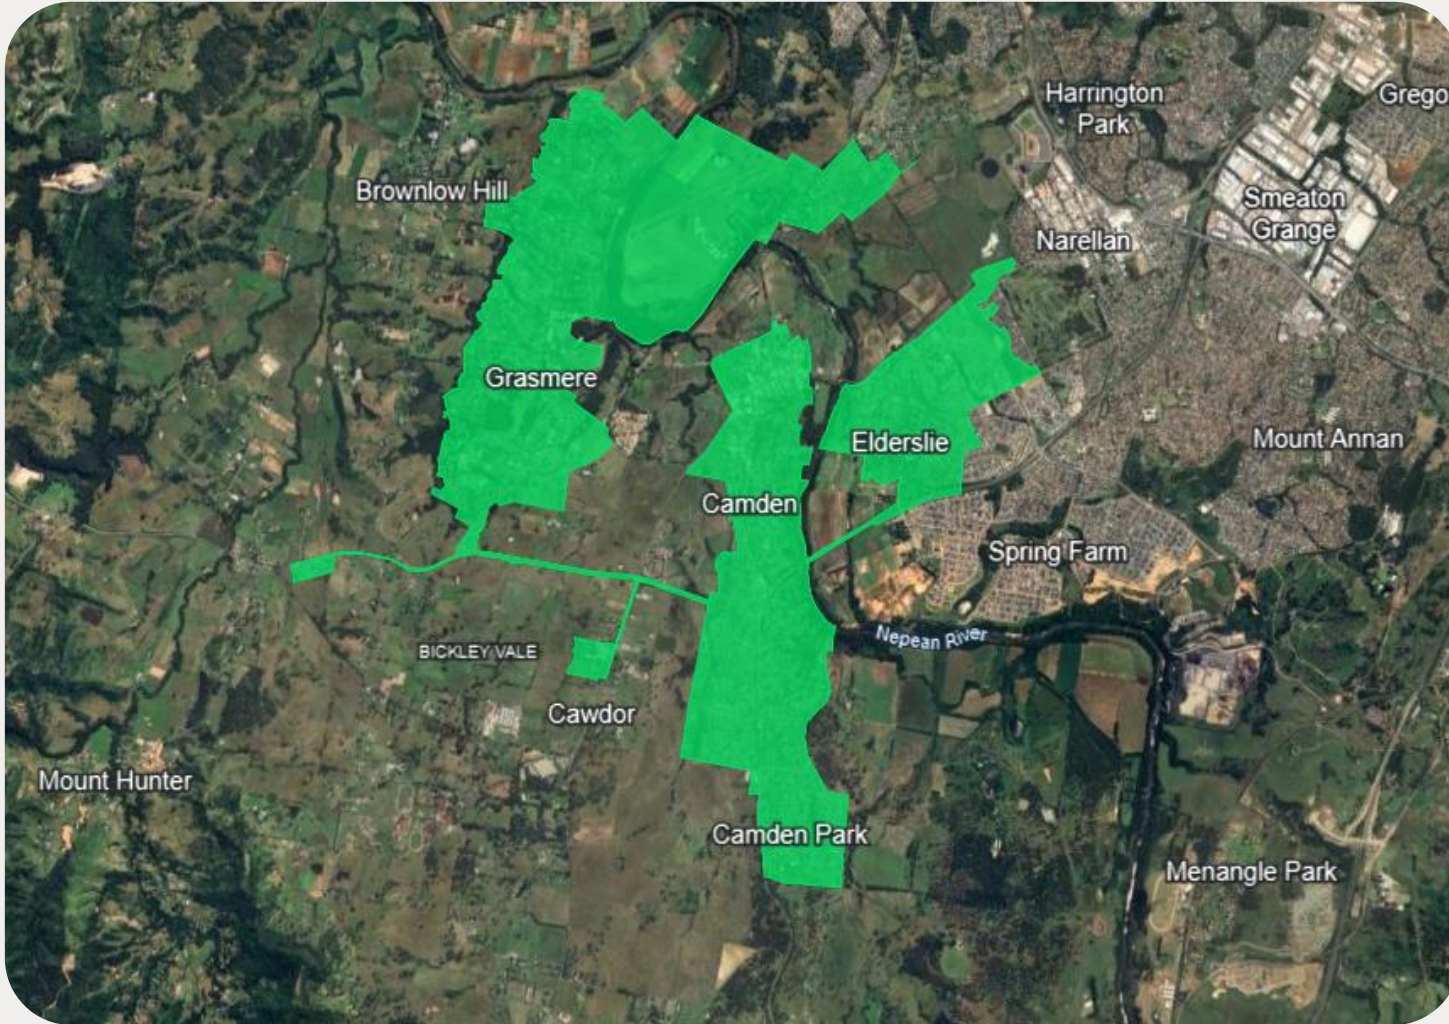 Harrington
Park
Grego
Brownlow Hill
Smeaton
Grange
Narellan
Grasmere
Elderslie
Mount Annan
Camden
Spring Farm
Nepean River
BICKLEY VALE
Cawdor
Mount Hunter
Camden Park
Menangle Park